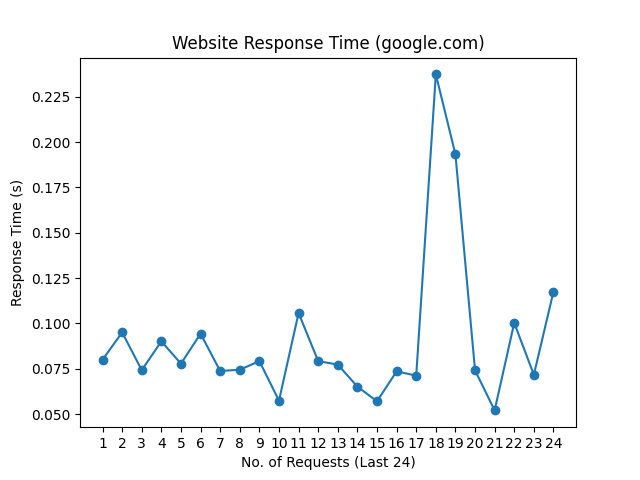 Website Response Time (google.com)
Response Time (s)
0.225
0.200
0.175
0.150
0.125
0.100
0.075
0.050
1 2 3 4 5 6 7 8 9 10 11 12 13 14 15 16 17 18 19 20 21 22 23 24
No. of Requests (Last 24)